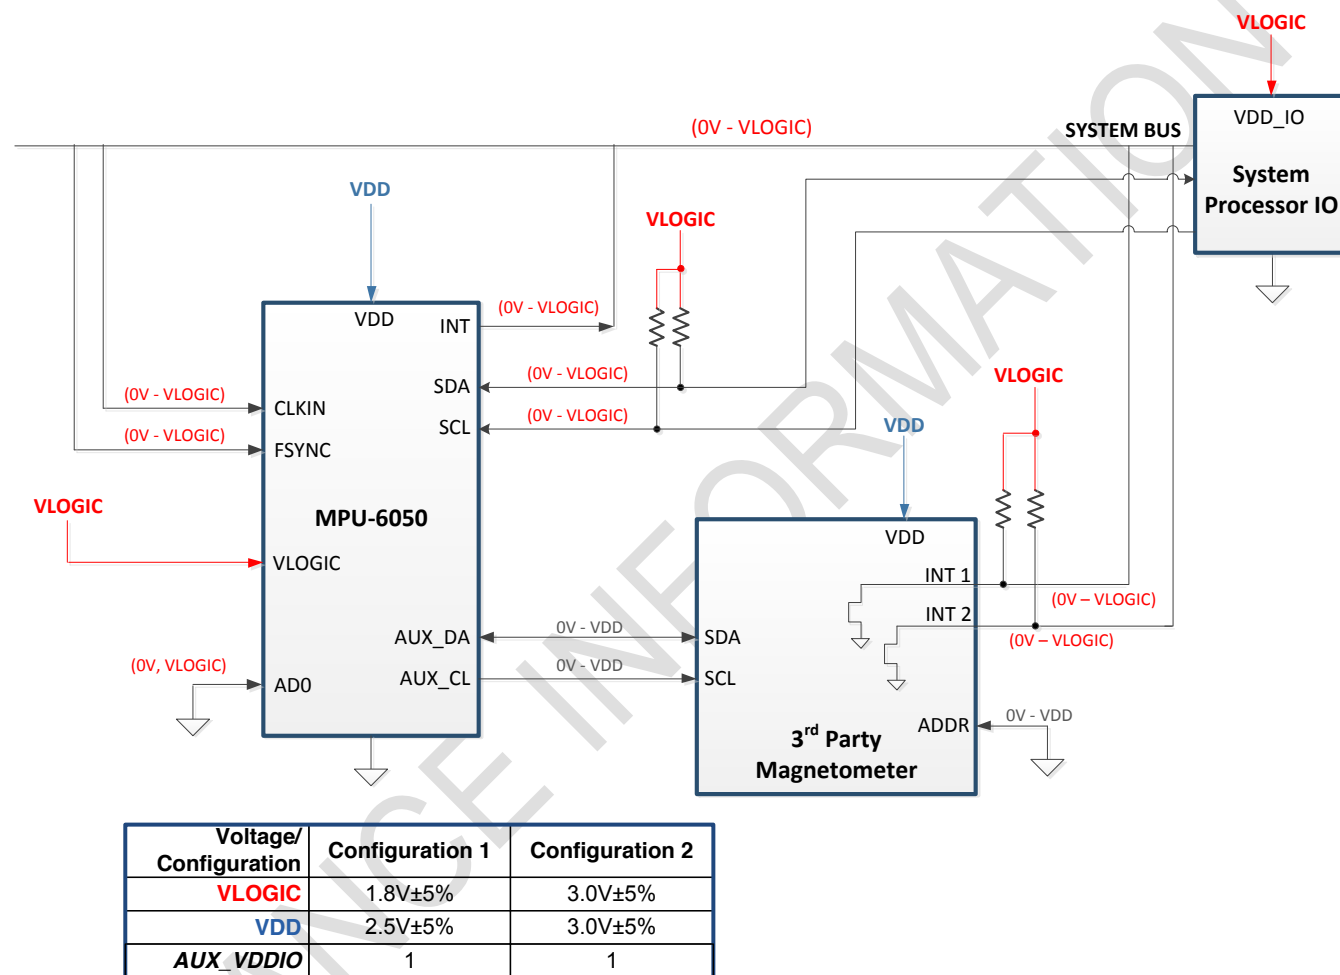 VLOGIC
VDD_IO
System
Processor IO
(0V - VLOGIC)
SYSTEM BUS
VDD
VLOGIC
VDD
INT
(0V - VLOGIC)
SDA
(0V - VLOGIC)
SCL
(0V - VLOGIC)
(0V - VLOGIC)
CLKIN
(0V - VLOGIC)
FSYNC
VLOGIC
MPU-6050
VLOGIC
AUX_DA
0V - VDD
AUX_CL
0V - VDD
(0V, VLOGIC)
AD0
VLOGIC
VDD
VDD
INT 1
(0V – VLOGIC)
INT 2
(0V – VLOGIC)
SDA
SCL
ADDR
0V - VDD
3rd Party
Magnetometer
Voltage/
Configuration Configuration 1 Configuration 2
VLOGIC 1.8V±5% 3.0V±5%
VDD 2.5V±5% 3.0V±5%
AUX_VDDIO 1 1
ANCE INFORMATION